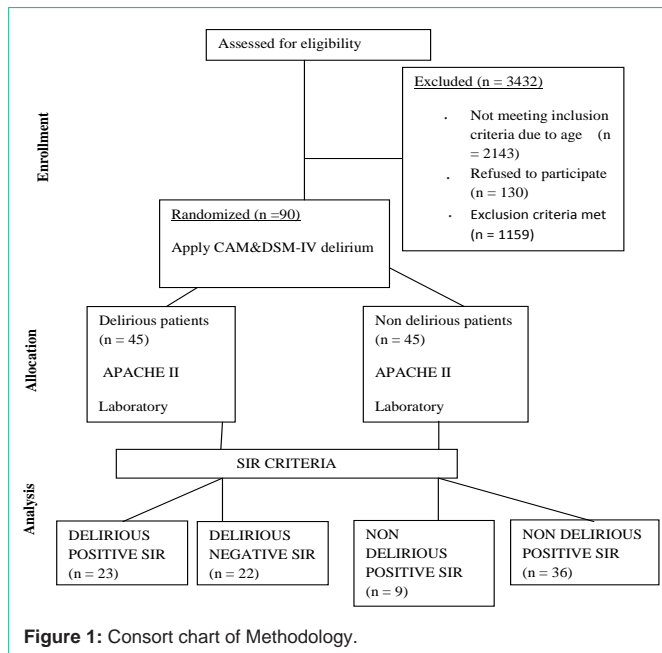 Assessed for eligibility
Enrollment
Excluded (n = 3432)
· Not meeting inclusion
criteria due to age (n
= 2143)
· Refused to participate
(n = 130)
· Exclusion criteria met
(n = 1159)
Randomized (n =90)
Apply CAM&DSM-IV delirium
Allocation
Delirious patients
(n = 45)
APACHE II
Laboratory
Non delirious patients
(n = 45)
APACHE II
Laboratory
SIR CRITERIA
Analysis
DELIRIOUS
POSITIVE SIR
(n = 23)
DELIRIOUS
NEGATIVE SIR
(n = 22)
NON
DELIRIOUS
POSITIVE SIR
(n = 9)
NON DELIRIOUS
POSITIVE SIR
(n = 36)
Figure 1: Consort chart of Methodology.